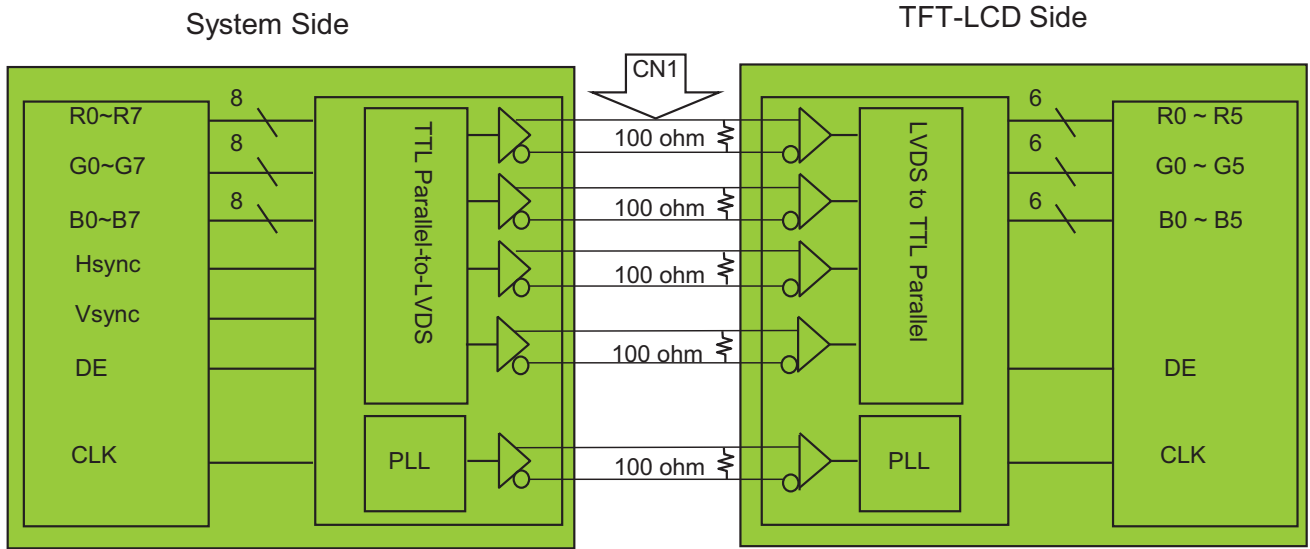 System Side
TFT-LCD Side
CN1
R0~R7
8
G0~G7
8
B0~B7
8
Hsync
Vsync
DE
CLK
TTL Parallel-to-LVDS
PLL
100 ohm
100 ohm
100 ohm
100 ohm
100 ohm
LVDS to TTL Parallel
PLL
6
R0 ~ R5
6
G0 ~ G5
6
B0 ~ B5
DE
CLK